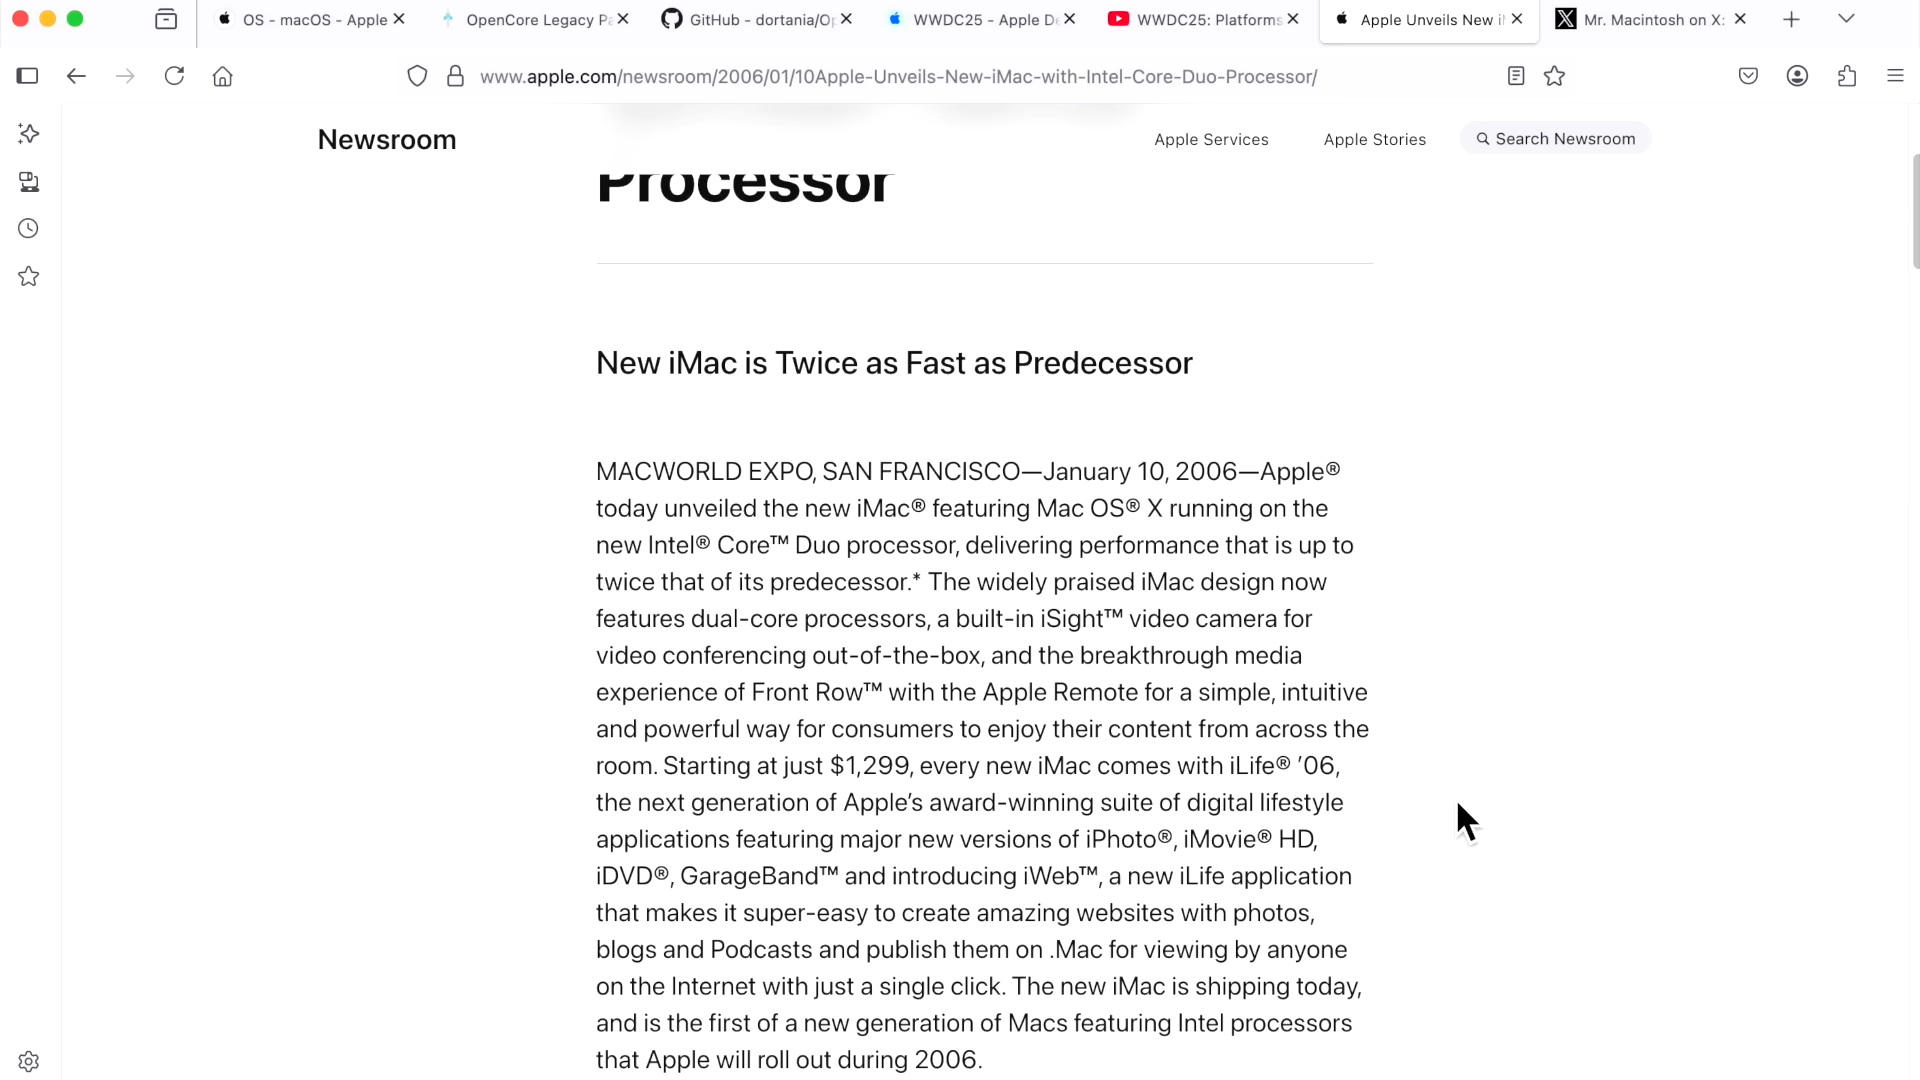 OS - macOS - Apple
OpenCore Legacy Pa
GitHub - dortania/Op
WWDC25 - Apple De
WWDC25: Platforms
Apple Unveils New i
Mr. Macintosh on X:
www.apple.com/newsroom/2006/01/10Apple-Unveils-New-iMac-with-Intel-Core-Duo-Processor/
Newsroom
Apple Services
Apple Stories
Search Newsroom
Processor
New iMac is Twice as Fast as Predecessor
MACWORLD EXPO, SAN FRANCISCO—January 10, 2006—Apple®
today unveiled the new iMac® featuring Mac OS® X running on the
new Intel® Core™ Duo processor, delivering performance that is up to
twice that of its predecessor.* The widely praised iMac design now
features dual-core processors, a built-in iSight™ video camera for
video conferencing out-of-the-box, and the breakthrough media
experience of Front Row™ with the Apple Remote for a simple, intuitive
and powerful way for consumers to enjoy their content from across the
room. Starting at just $1,299, every new iMac comes with iLife® ’06,
the next generation of Apple’s award-winning suite of digital lifestyle
applications featuring major new versions of iPhoto®, iMovie® HD,
iDVD®, GarageBand™ and introducing iWeb™, a new iLife application
that makes it super-easy to create amazing websites with photos,
blogs and Podcasts and publish them on .Mac for viewing by anyone
on the Internet with just a single click. The new iMac is shipping today,
and is the first of a new generation of Macs featuring Intel processors
that Apple will roll out during 2006.